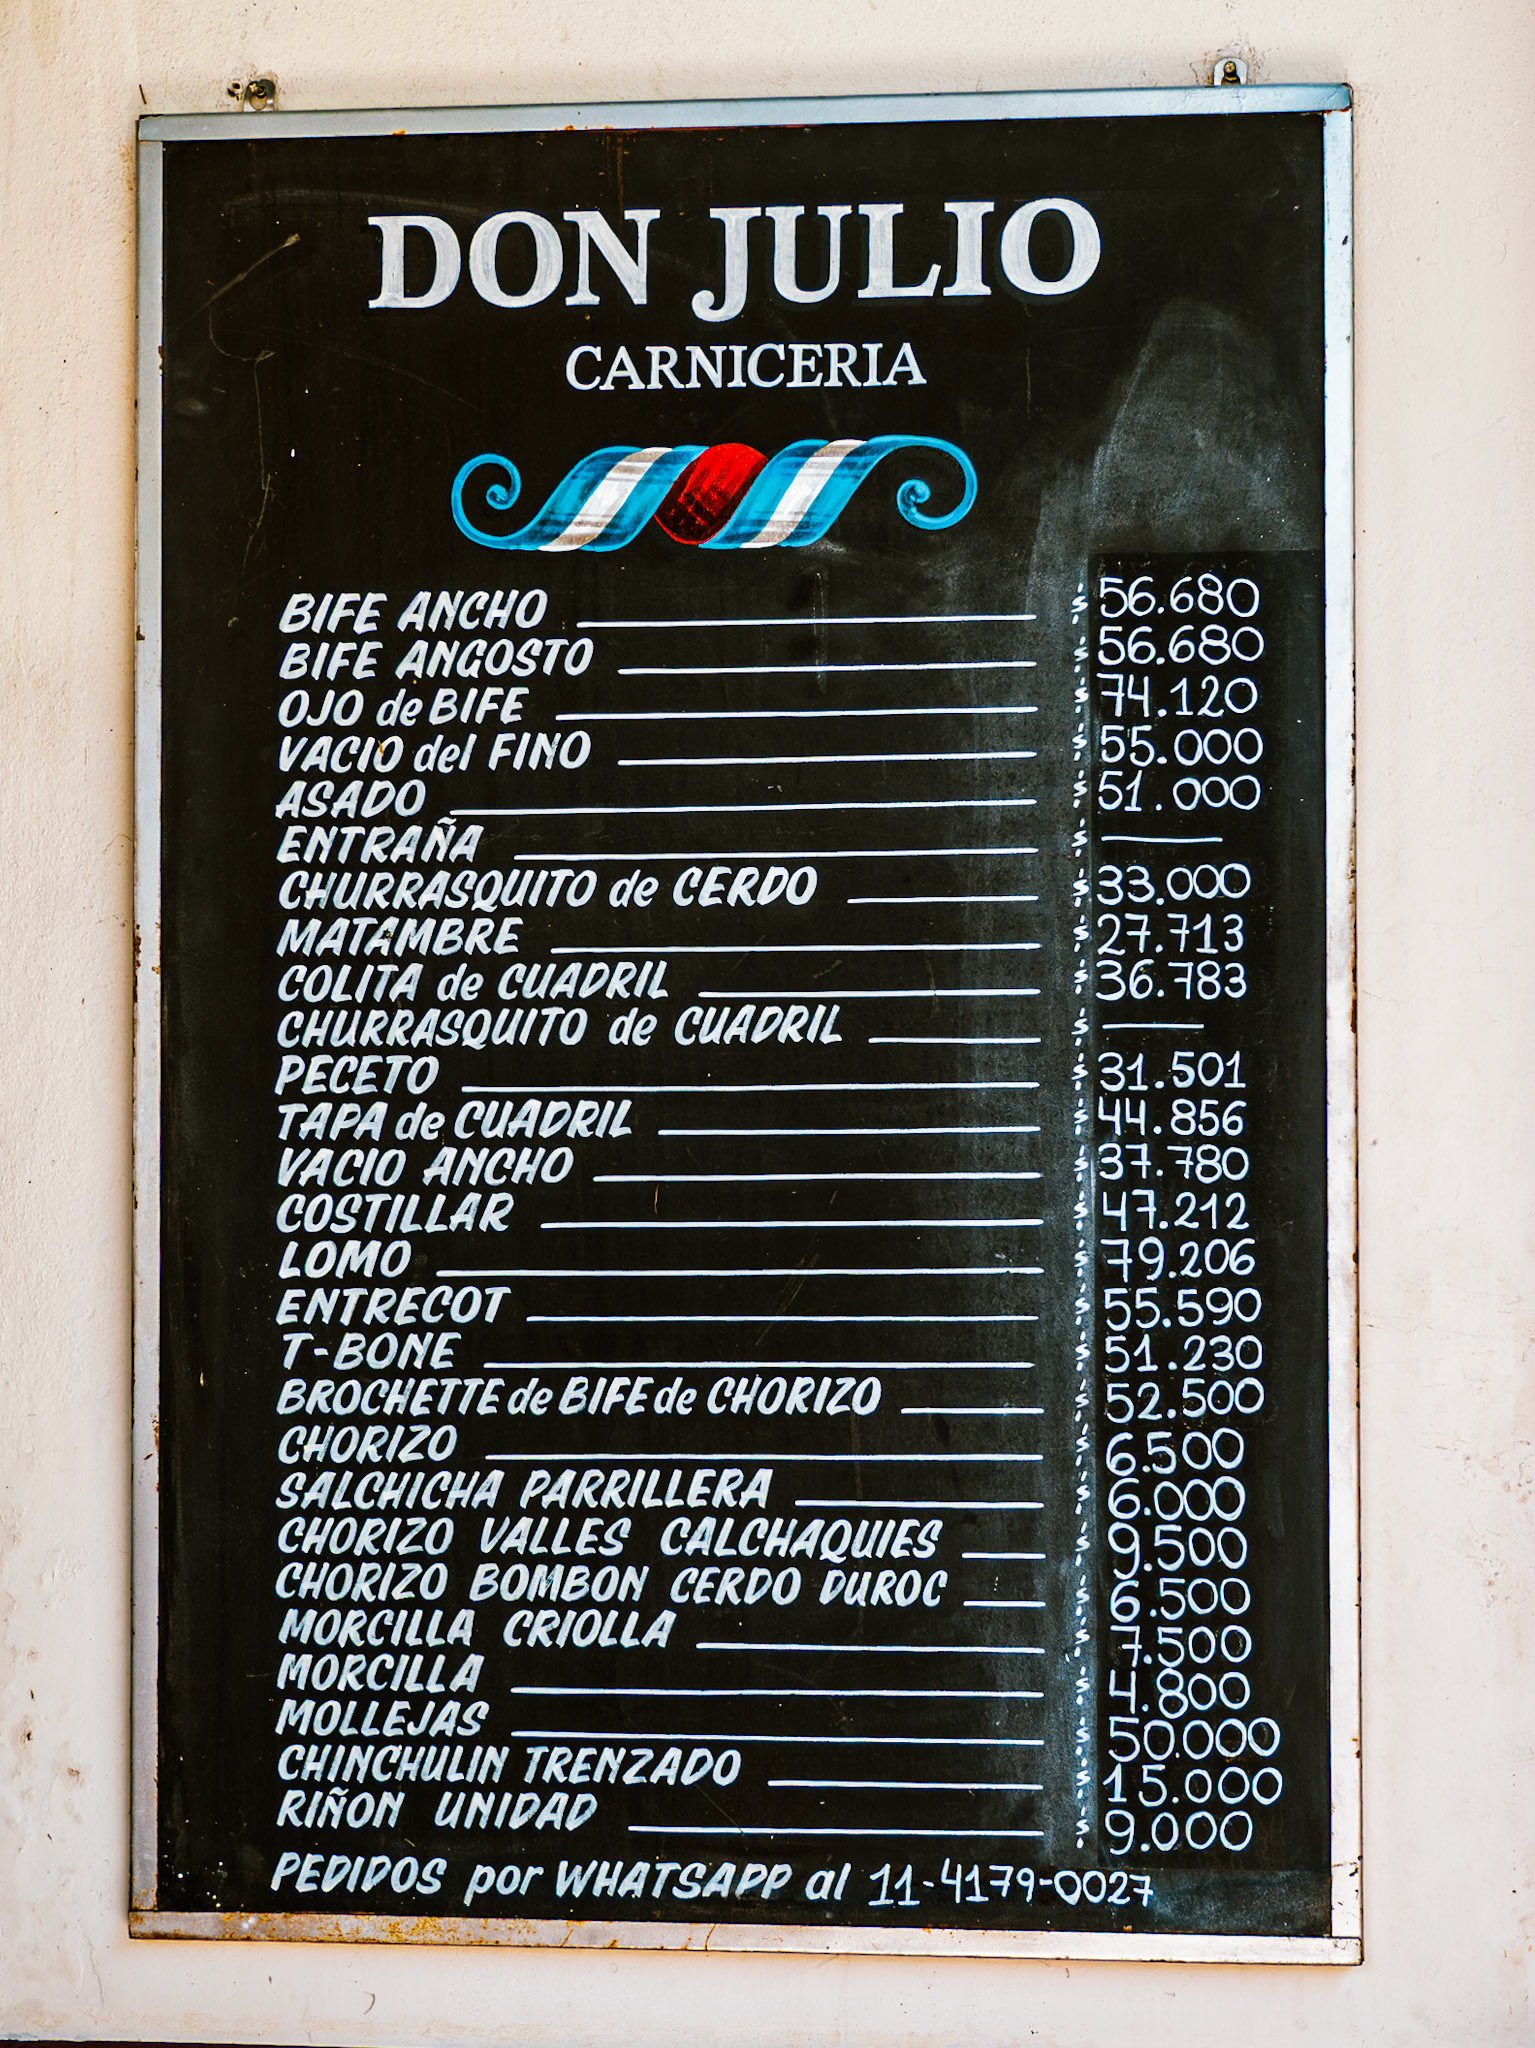 DON JULIO
CARNICERIA
BIFE ANCHO $ 56.680
BIFE ANGOSTO $ 56.680
OJO de BIFE $ 74.120
VACIO del FINO $ 55.000
ASADO $ 51.000
ENTRAÑA $ —
CHURRASQUITO de CERDO $ 33.000
MATAMBRE $ 27.713
COLITA de CUADRIL $ 36.783
CHURRASQUITO de CUADRIL $ —
PECETO $ 31.501
TAPA de CUADRIL $ 44.856
VACIO ANCHO $ 37.780
COSTILLAR $ 47.212
LOMO $ 79.206
ENTRECOT $ 55.590
T-BONE $ 51.230
BROCHETTE de BIFE de CHORIZO $ 52.500
CHORIZO $ 6.500
SALCHICHA PARRILLERA $ 6.000
CHORIZO VALLES CALCHAQUIES $ 9.500
CHORIZO BOMBON CERDO DUROC $ 6.500
MORCILLA CRIOLLA $ 7.500
MORCILLA $ 4.800
MOLLEJAS $ 50.000
CHINCHULIN TRENZADO $ 15.000
RIÑON UNIDAD $ 9.000
PEDIDOS por WHATSAPP al 11-4179-0027